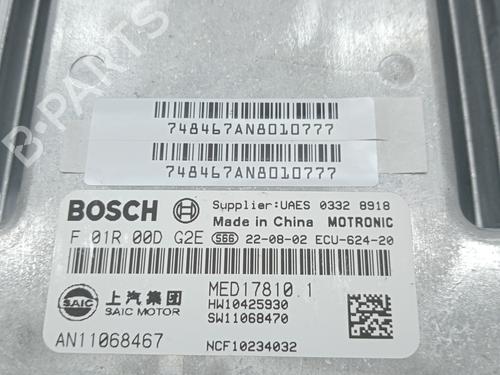 B-PARTS
748467AN8010777
748467AN8010777
BOSCH Supplier:UAES 0332 8918
Made in China MOTRONIC
F 01R 00D G2E 566 22-08-02 ECU-624-20
SAIC 上汽集团 SAIC MOTOR
MED17810.1
HW10425930
SW11068470
AN11068467 NCF10234032